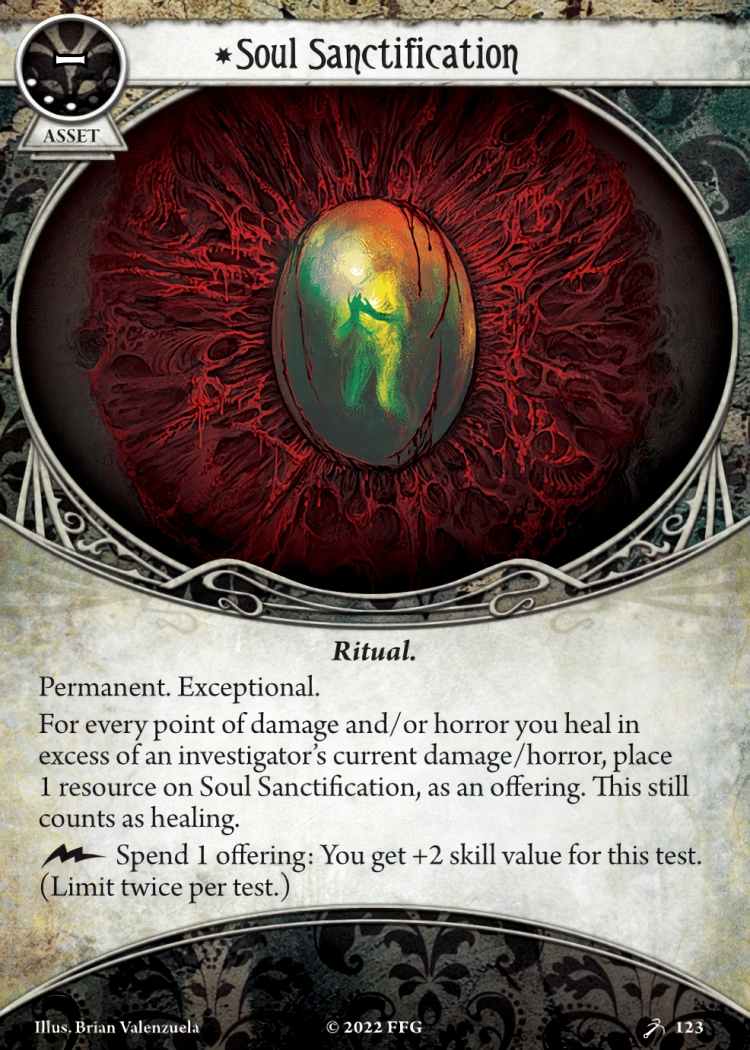 Soul Sanctification
ASSET
Ritual.
Permanent. Exceptional.
For every point of damage and/or horror you heal in
excess of an investigator's current damage/horror, place
1 resource on Soul Sanctification, as an offering. This still
counts as healing.
Spend 1 offering: You get +2 skill value for this test.
(Limit twice per test.)
Illus. Brian Valenzuela
© 2022 FFG
123